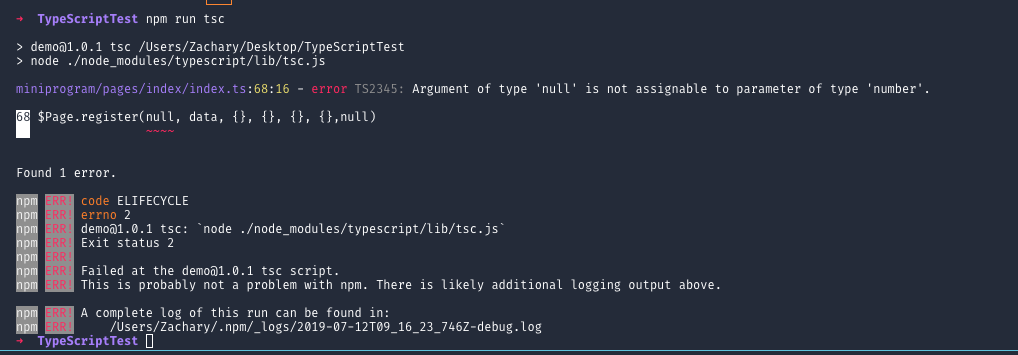 → TypeScriptTest npm run tsc
> demo@1.0.1 tsc /Users/Zachary/Desktop/TypeScriptTest
> node ./node_modules/typescript/lib/tsc.js
miniprogram/pages/index/index.ts:68:16 - error TS2345: Argument of type 'null' is not assignable to parameter of type 'number'.
68 $Page.register(null, data, {}, {}, {}, {},null)
~~~~
Found 1 error.
npm ERR! code ELIFECYCLE
npm ERR! errno 2
npm ERR! demo@1.0.1 tsc: `node ./node_modules/typescript/lib/tsc.js`
npm ERR! Exit status 2
npm ERR!
npm ERR! Failed at the demo@1.0.1 tsc script.
npm ERR! This is probably not a problem with npm. There is likely additional logging output above.
npm ERR! A complete log of this run can be found in:
npm ERR! /Users/Zachary/.npm/_logs/2019-07-12T09_16_23_746Z-debug.log
→ TypeScriptTest